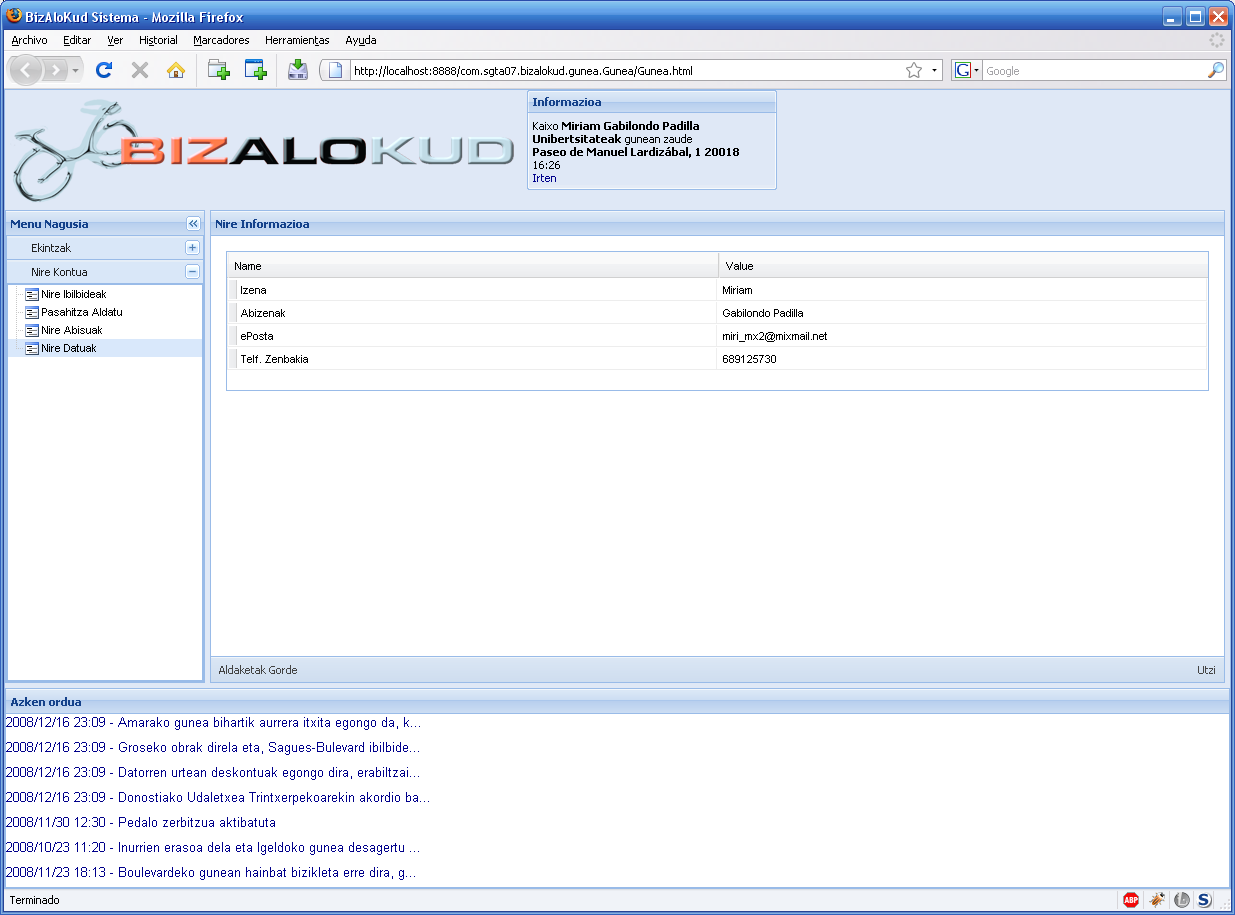 BizAloKud Sistema - Mozilla Firefox
Archivo Editar Ver Historial Marcadores Herramientas Ayuda
http://localhost:8888/com.sgta07.bizalokud.gunea.Gunea/Gunea.html
G Google
BIZALOKUD
Informazioa
Kaixo Miriam Gabilondo Padilla
Unibertsitateak gunean zaude
Paseo de Manuel Lardizábal, 1 20018
16:26
Irten
Menu Nagusia
Ekintzak
Nire Kontua
Nire Ibilbideak
Pasahitza Aldatu
Nire Abisuak
Nire Datuak
Nire Informazioa
Name Value
Izena Miriam
Abizenak Gabilondo Padilla
ePosta miri_mx2@mixmail.net
Telf. Zenbakia 689125730
Aldaketak Gorde Utzi
Azken ordua
2008/12/16 23:09 - Amarako gunea bihartik aurrera itxita egongo da, k...
2008/12/16 23:09 - Groseko obrak direla eta, Sagues-Bulevard ibilbide...
2008/12/16 23:09 - Datorren urtean deskontuak egongo dira, erabiltzai...
2008/12/16 23:09 - Donostiako Udaletxea Trintxerpekoarekin akordio ba...
2008/11/30 12:30 - Pedalo zerbitzua aktibatuta
2008/10/23 11:20 - Inurrien erasoa dela eta Igeldoko gunea desagertu ...
2008/11/23 18:13 - Boulevardeko gunean hainbat bizikleta erre dira, g...
Terminado
ABP
S